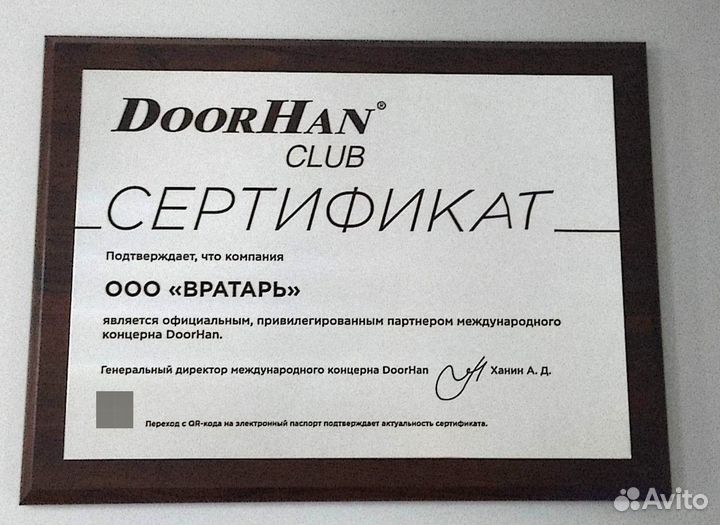 DOORHAN®
CLUB
СЕРТИФИКАТ
Подтверждает, что компания
ООО «ВРАТАРЬ»
является официальным, привилегированным партнером международного
концерна DoorHan.
Генеральный директор международного концерна DoorHan Ханин А. Д.
Переход с QR-кода на электронный паспорт подтверждает актуальность сертификата.
Avito